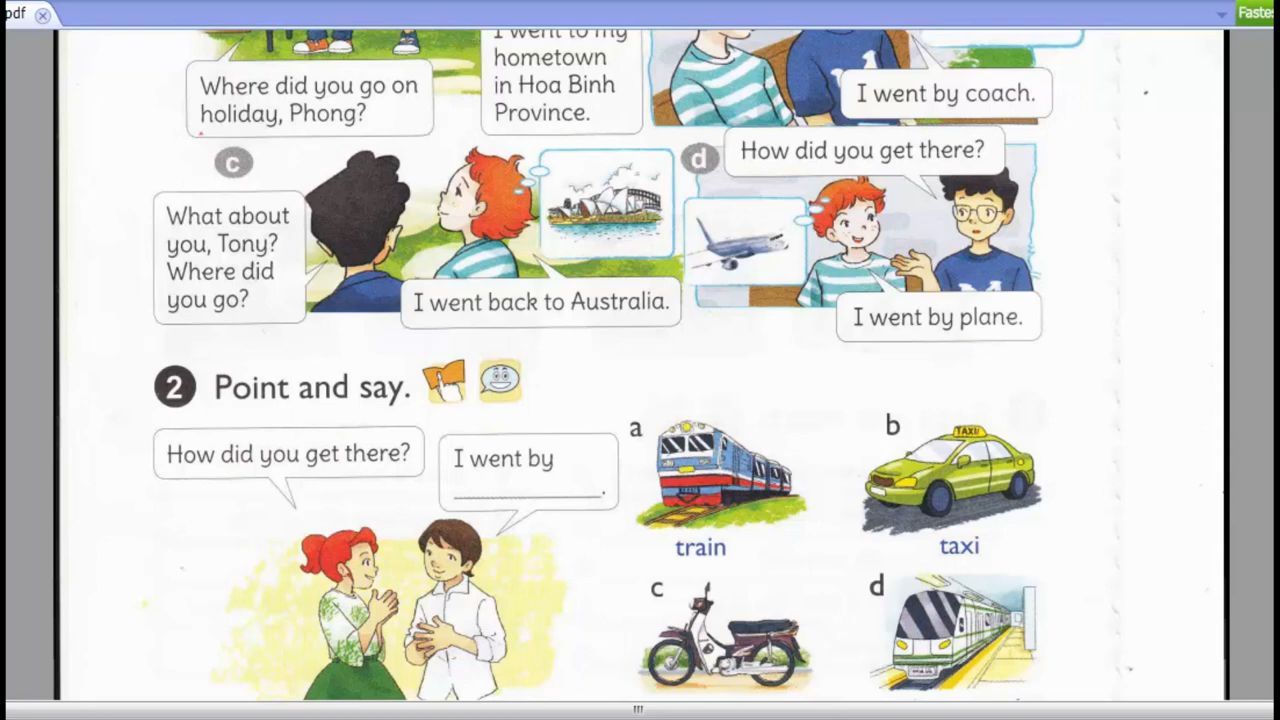 pdf
Faste
I went to my
hometown
in Hoa Binh
Province.
Where did you go on
holiday, Phong?
I went by coach.
c
What about
you, Tony?
Where did
you go?
I went back to Australia.
d
How did you get there?
I went by plane.
2 Point and say.
How did you get there?
I went by
.
a
train
b
TAXI
taxi
c
d